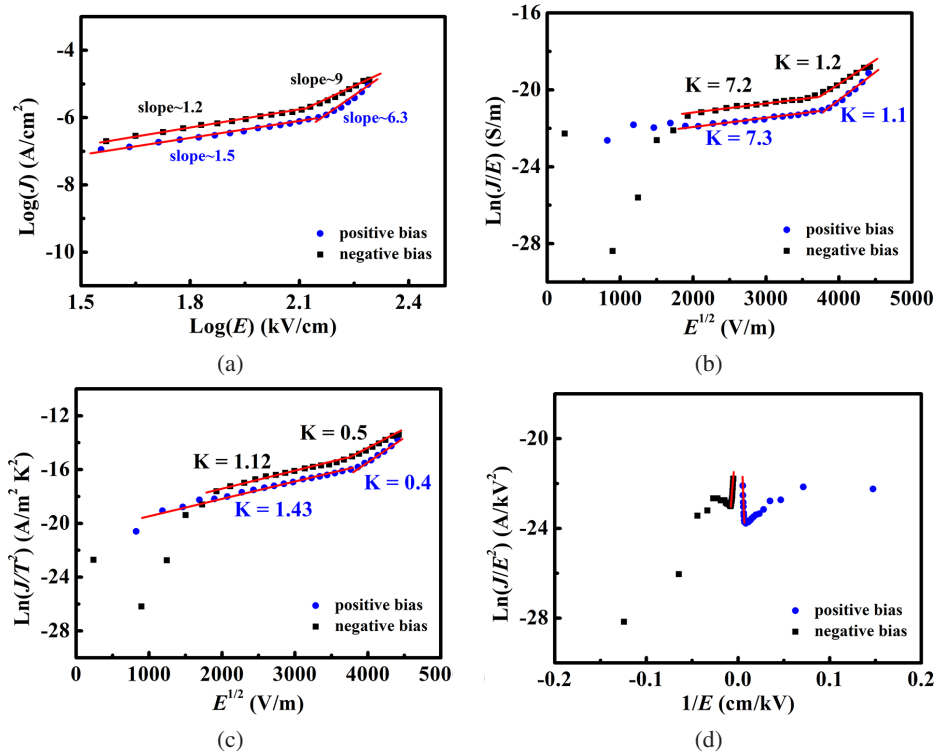 -2
-4
-6
-8
-10
Log(J) (A/cm²)
slope~1.2
slope~9
slope~1.5
slope~6.3
positive bias
negative bias
1.5
1.8
2.1
2.4
Log(E) (kV/cm)
(a)
-16
-20
-24
-28
Ln(J/E) (S/m)
K = 7.2
K = 1.2
K = 7.3
K = 1.1
positive bias
negative bias
0
1000
2000
3000
4000
5000
E^1/2 (V/m)
(b)
-12
-16
-20
-24
-28
Ln(J/T²) (A/m² K²)
K = 1.12
K = 0.5
K = 1.43
K = 0.4
positive bias
negative bias
0
1000
2000
3000
4000
500
E^1/2 (V/m)
(c)
-20
-24
-28
Ln(J/E²) (A/kV²)
positive bias
negative bias
-0.2
-0.1
0.0
0.1
0.2
1/E (cm/kV)
(d)